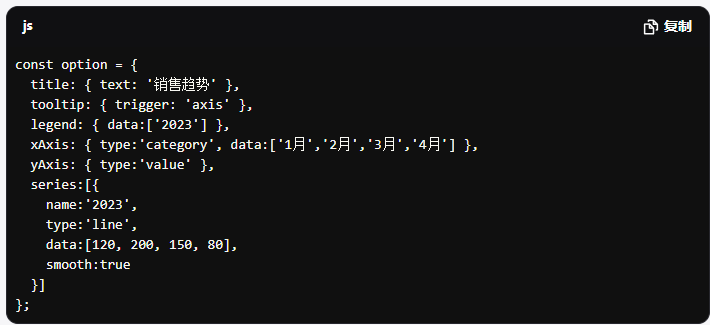 js
复制
const option = {
  title: { text: '销售趋势' },
  tooltip: { trigger: 'axis' },
  legend: { data:['2023'] },
  xAxis: { type:'category', data:['1月','2月','3月','4月'] },
  yAxis: { type:'value' },
  series:[{
    name:'2023',
    type:'line',
    data:[120, 200, 150, 80],
    smooth:true
  }]
};